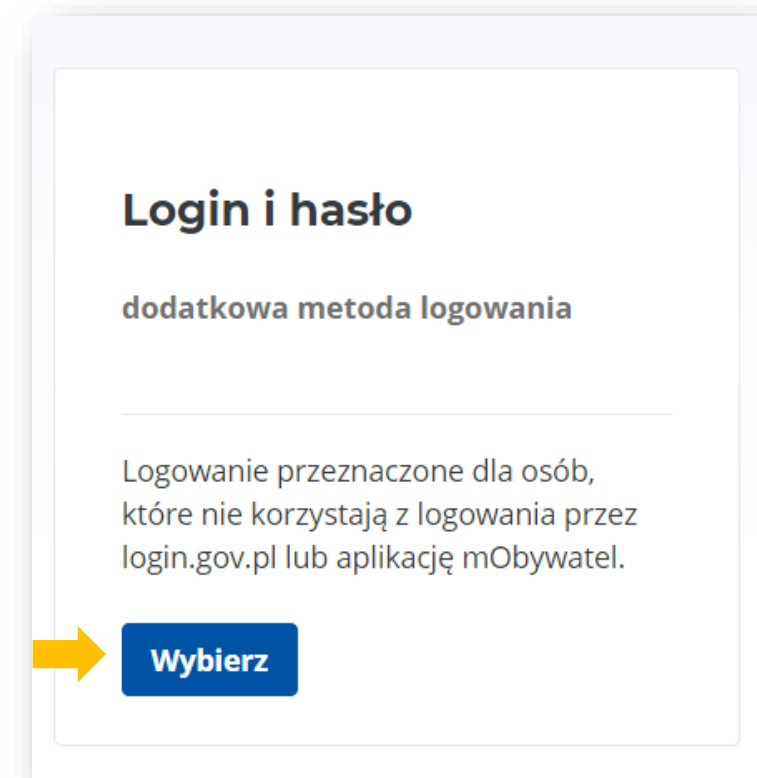 Login i hasło
dodatkowa metoda logowania
Logowanie przeznaczone dla osób,
które nie korzystają z logowania przez
login.gov.pl lub aplikację mObywatel.
Wybierz